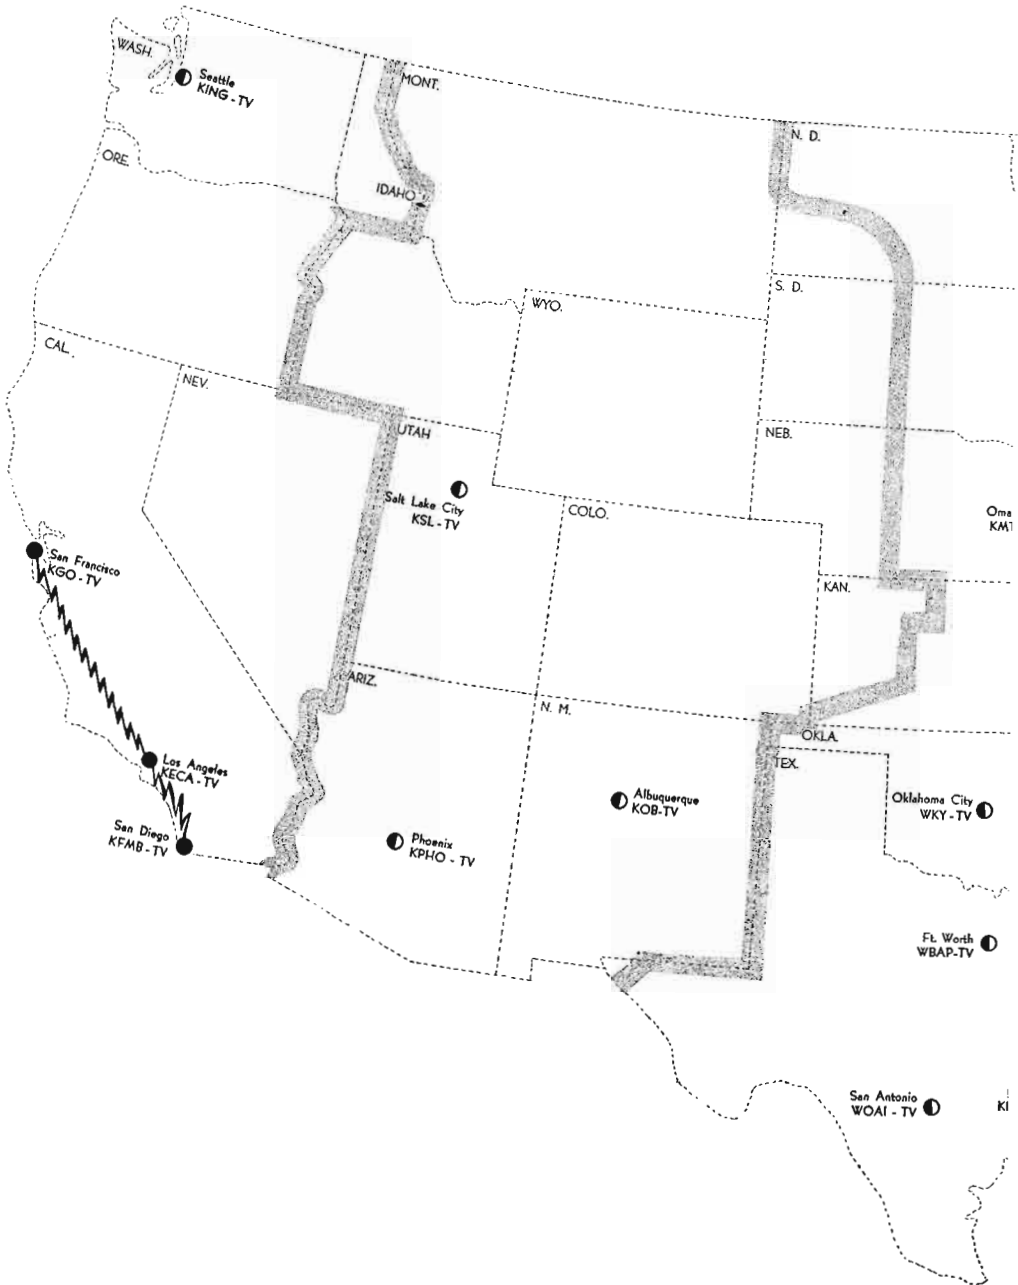 WASH.
Seattle
KING - TV
MONT.
N. D.
ORE.
IDAHO
S. D.
WYO.
CAL.
NEV.
UTAH
NEB.
Salt Lake City
KSL - TV
COLO.
Oma
KMT
San Francisco
KGO - TV
KAN.
ARIZ.
N. M.
OKLA.
TEX.
Los Angeles
KECA - TV
Albuquerque
KOB-TV
Oklahoma City
WKY - TV
San Diego
KFMB - TV
Phoenix
KPHO - TV
Ft. Worth
WBAP-TV
San Antonio
WOAI - TV